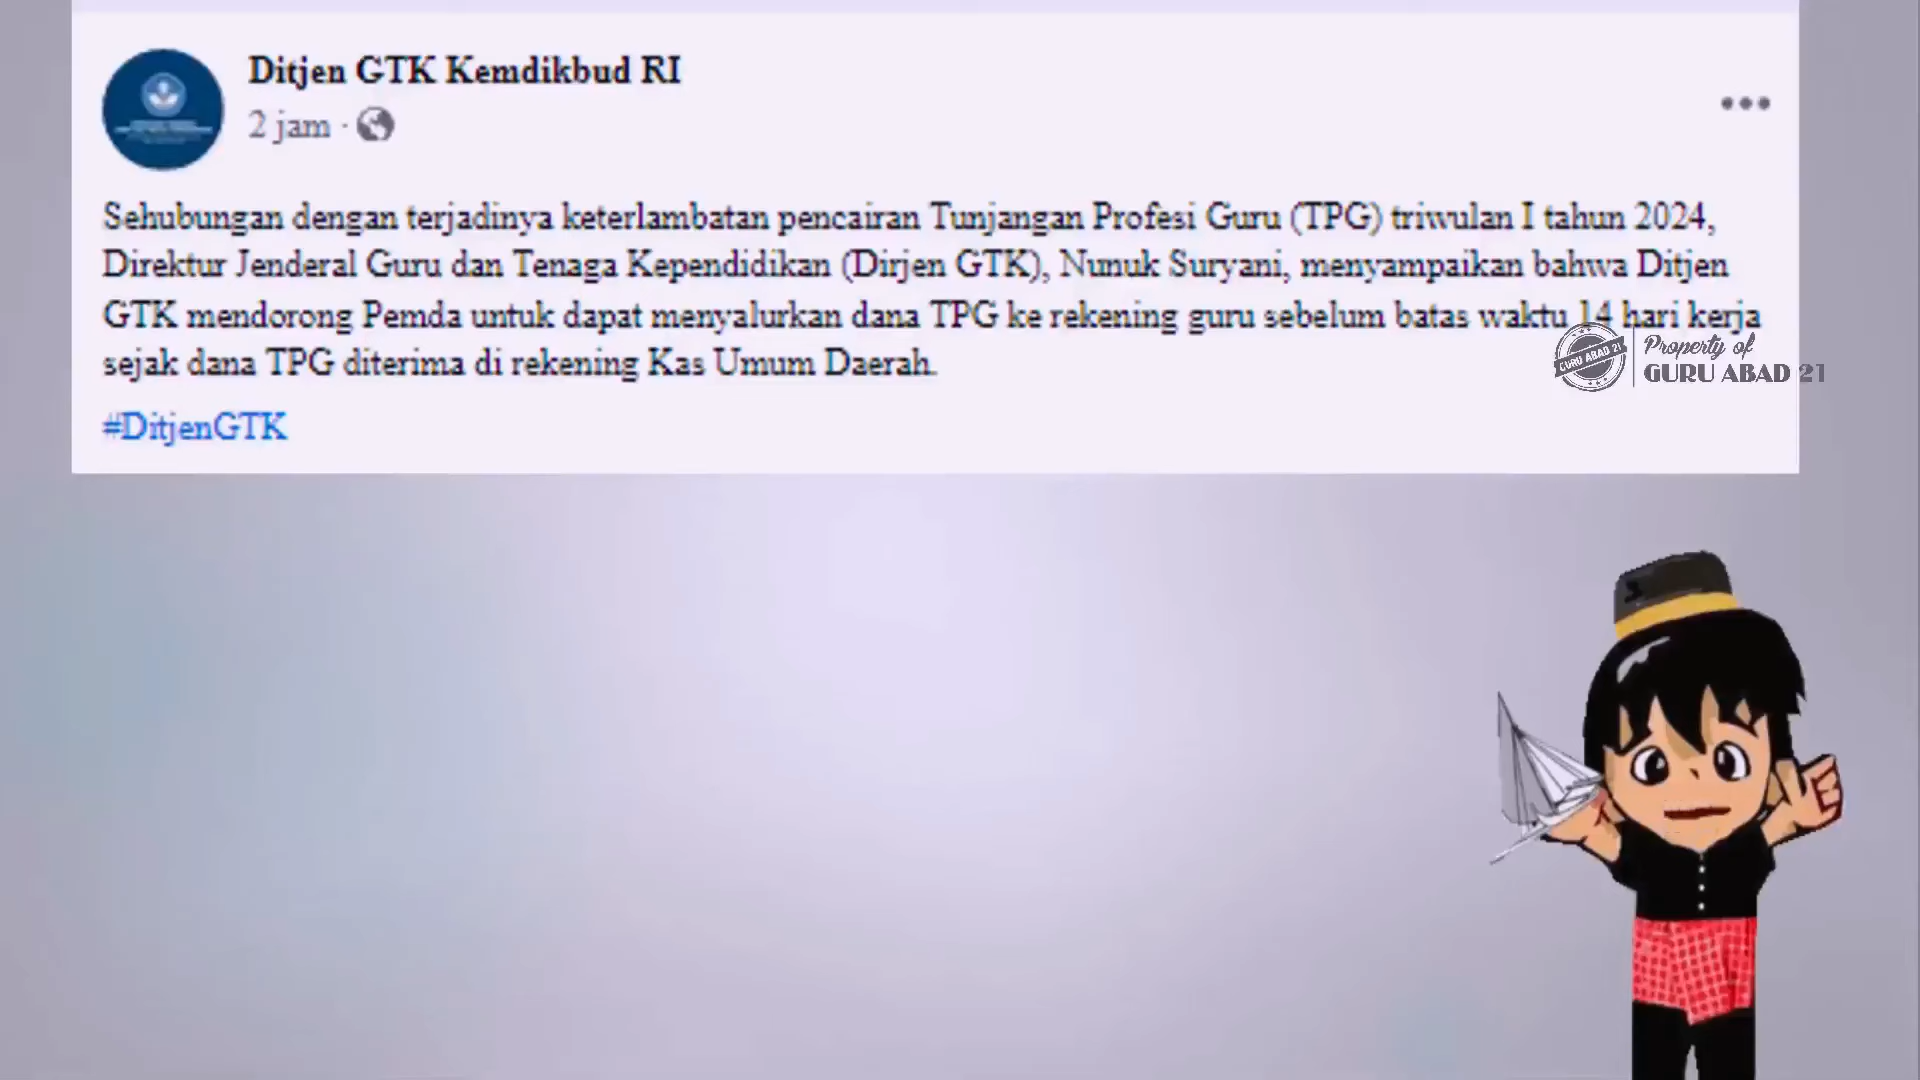 Ditjen GTK Kemdikbud RI
2 jam ·
Sehubungan dengan terjadinya keterlambatan pencairan Tunjangan Profesi Guru (TPG) triwulan I tahun 2024,
Direktur Jenderal Guru dan Tenaga Kependidikan (Dirjen GTK), Nunuk Suryani, menyampaikan bahwa Ditjen
GTK mendorong Pemda untuk dapat menyalurkan dana TPG ke rekening guru sebelum batas waktu 14 hari kerja
sejak dana TPG diterima di rekening Kas Umum Daerah.
#DitjenGTK
GURU ABAD 21
Property of
GURU ABAD 21